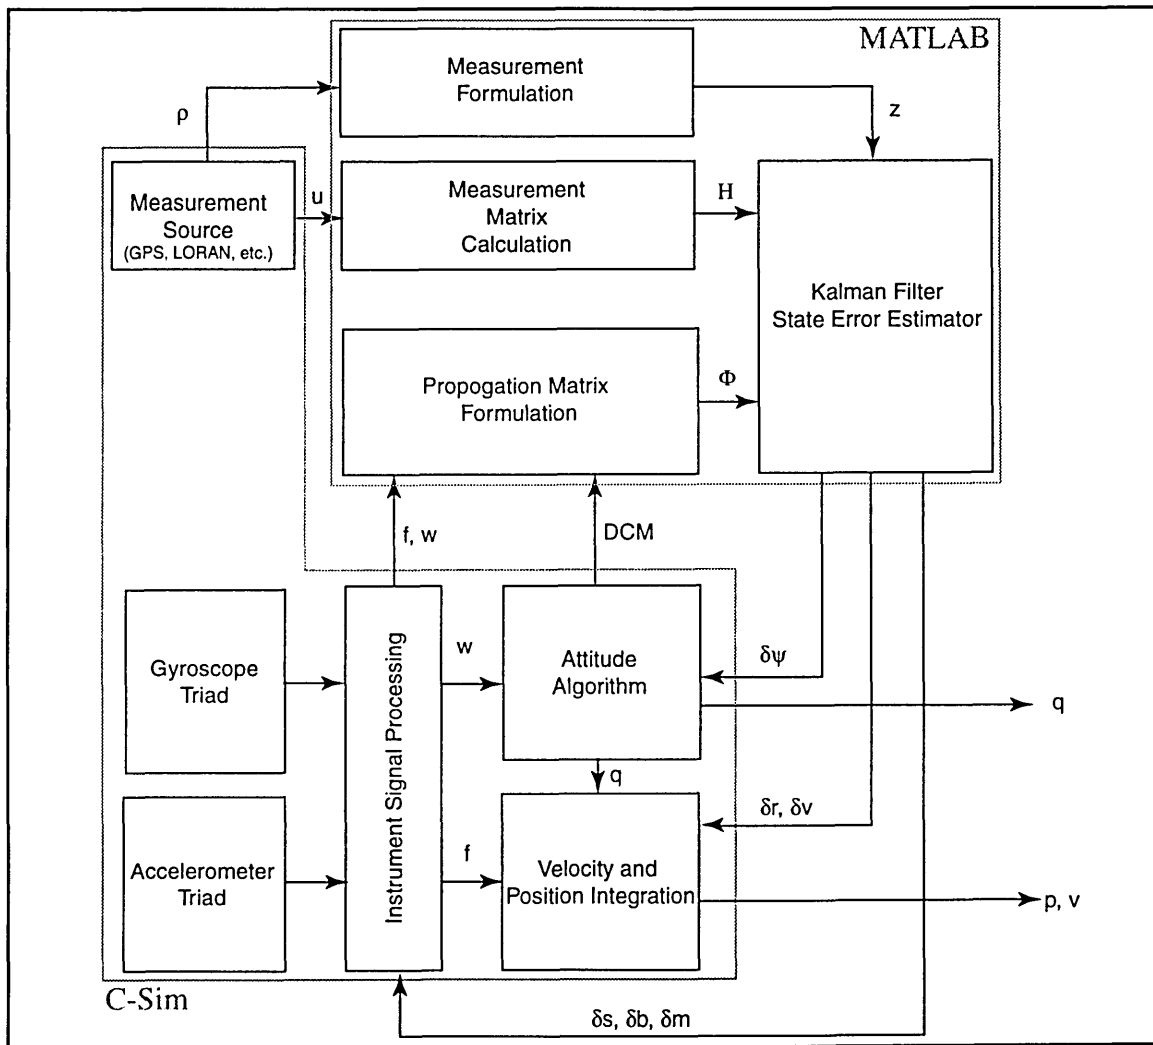 MATLAB
Measurement
Formulation
ρ
z
Measurement
Source
(GPS, LORAN, etc.)
u
Measurement
Matrix
Calculation
H
Kalman Filter
State Error Estimator
Propogation Matrix
Formulation
Φ
f, w
DCM
Gyroscope
Triad
Instrument Signal Processing
w
Attitude
Algorithm
δψ
q
q
δr, δv
Accelerometer
Triad
f
Velocity and
Position Integration
p, v
C-Sim
δs, δb, δm